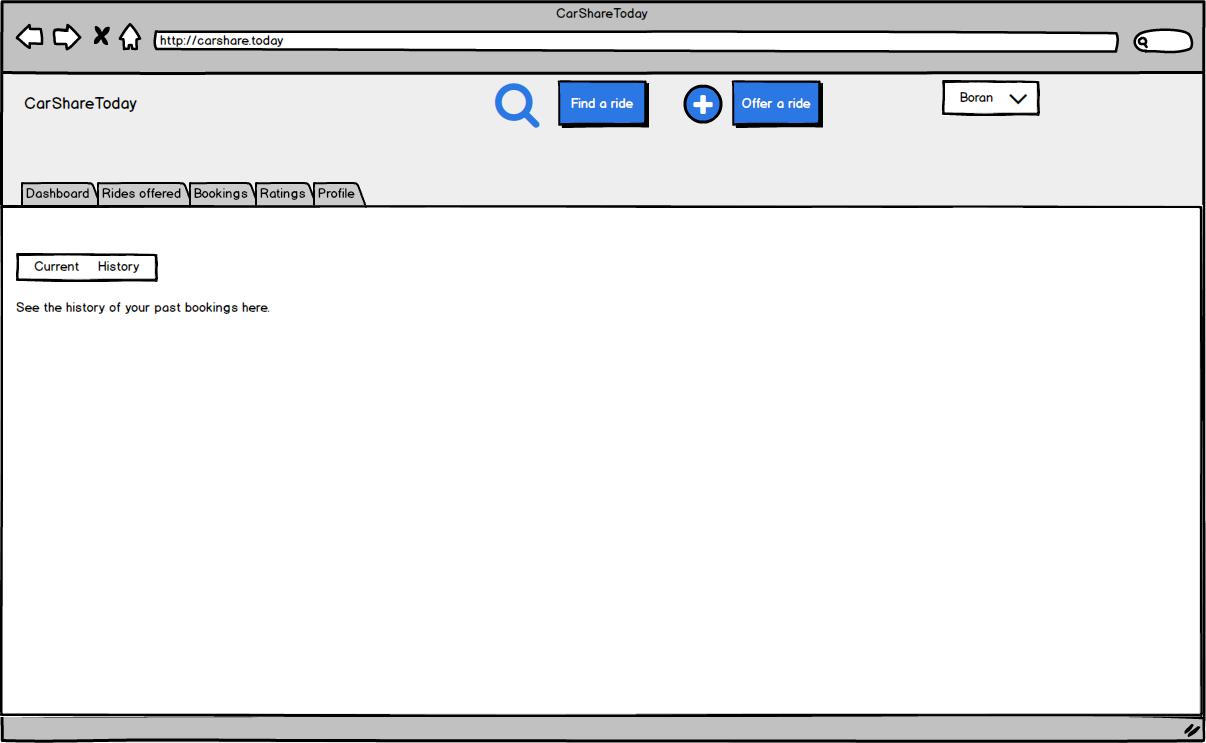 CarShareToday
http://carshare.today
CarShareToday
Find a ride
Offer a ride
Boran
Dashboard Rides offered Bookings Ratings Profile
Current History
See the history of your past bookings here.